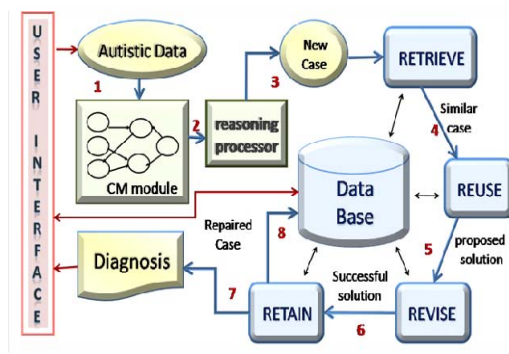 USER INTERFACE
Autistic Data
New
Case
RETRIEVE
1
3
2
reasoning
processor
CM module
4
Similar
case
REUSE
Data
Base
5
proposed
solution
Repaired
Case
8
Diagnosis
7
Successful
solution
RETAIN
6
REVISE